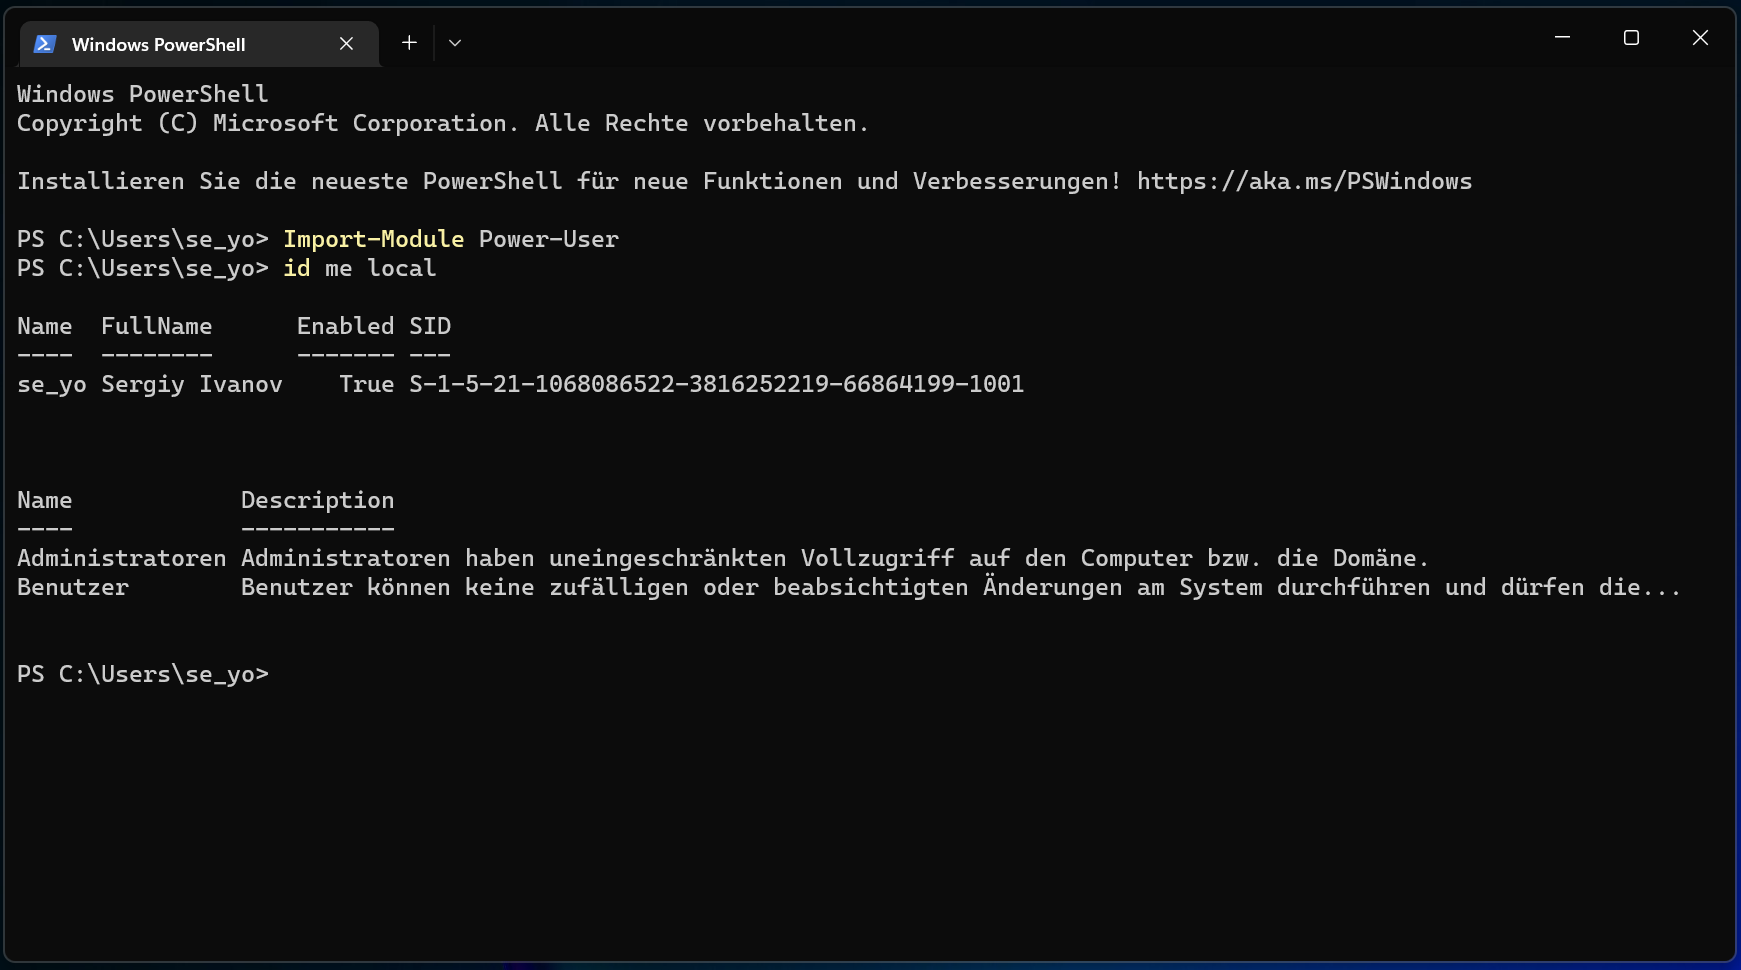 Windows PowerShell
Windows PowerShell
Copyright (C) Microsoft Corporation. Alle Rechte vorbehalten.
Installieren Sie die neueste PowerShell für neue Funktionen und Verbesserungen! https://aka.ms/PSWindows
PS C:\Users\se_yo> Import-Module Power-User
PS C:\Users\se_yo> id me local
Name  FullName      Enabled SID
----  --------      ------- ---
se_yo Sergiy Ivanov    True S-1-5-21-1068086522-3816252219-66864199-1001
Name            Description
----            -----------
Administratoren Administratoren haben uneingeschränkten Vollzugriff auf den Computer bzw. die Domäne.
Benutzer        Benutzer können keine zufälligen oder beabsichtigten Änderungen am System durchführen und dürfen die...
PS C:\Users\se_yo>